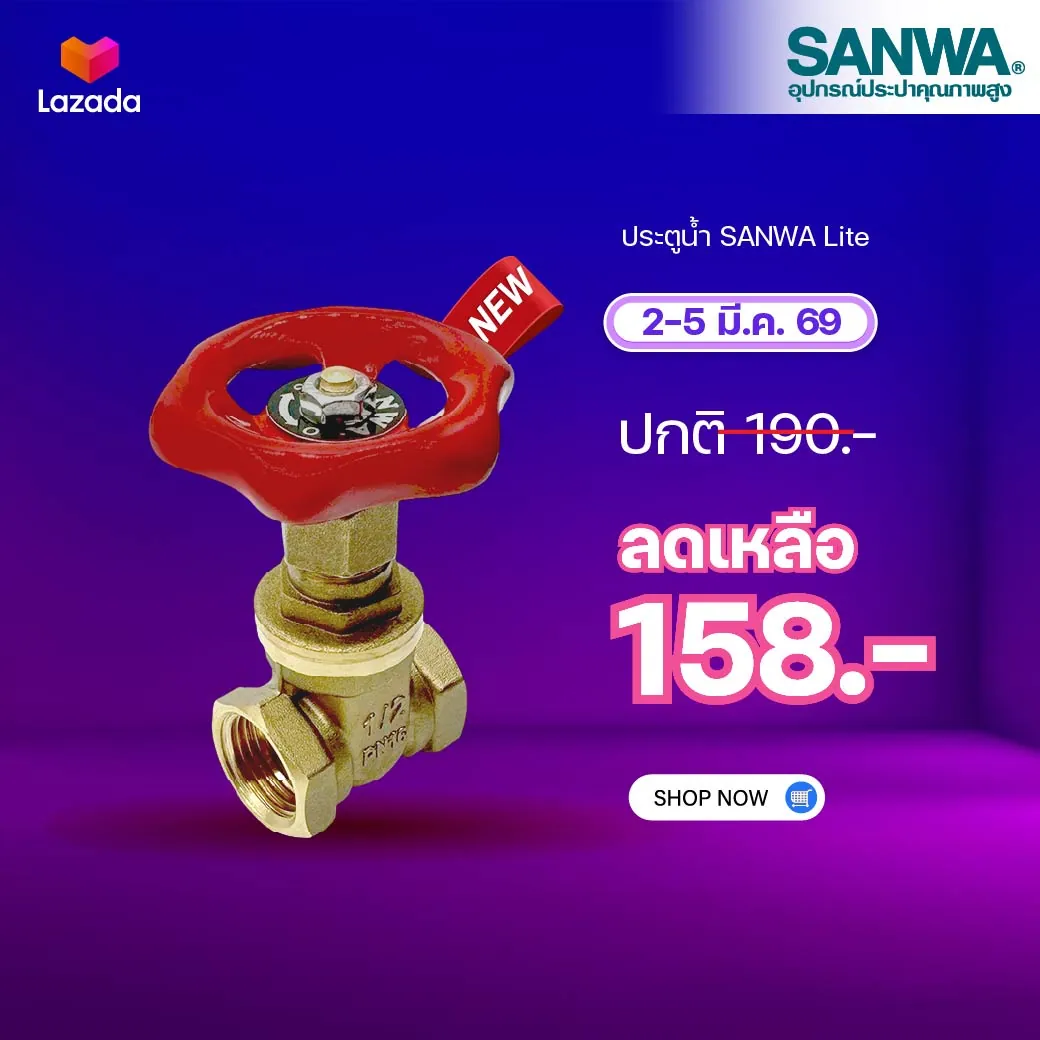 Lazada
SANWA®
อุปกรณ์ประปาคุณภาพสูง
ประตูน้ำ SANWA Lite
2-5 มี.ค. 69
NEW
ปกติ 190.-
ลดเหลือ
158.-
1/2
PN16
SHOP NOW